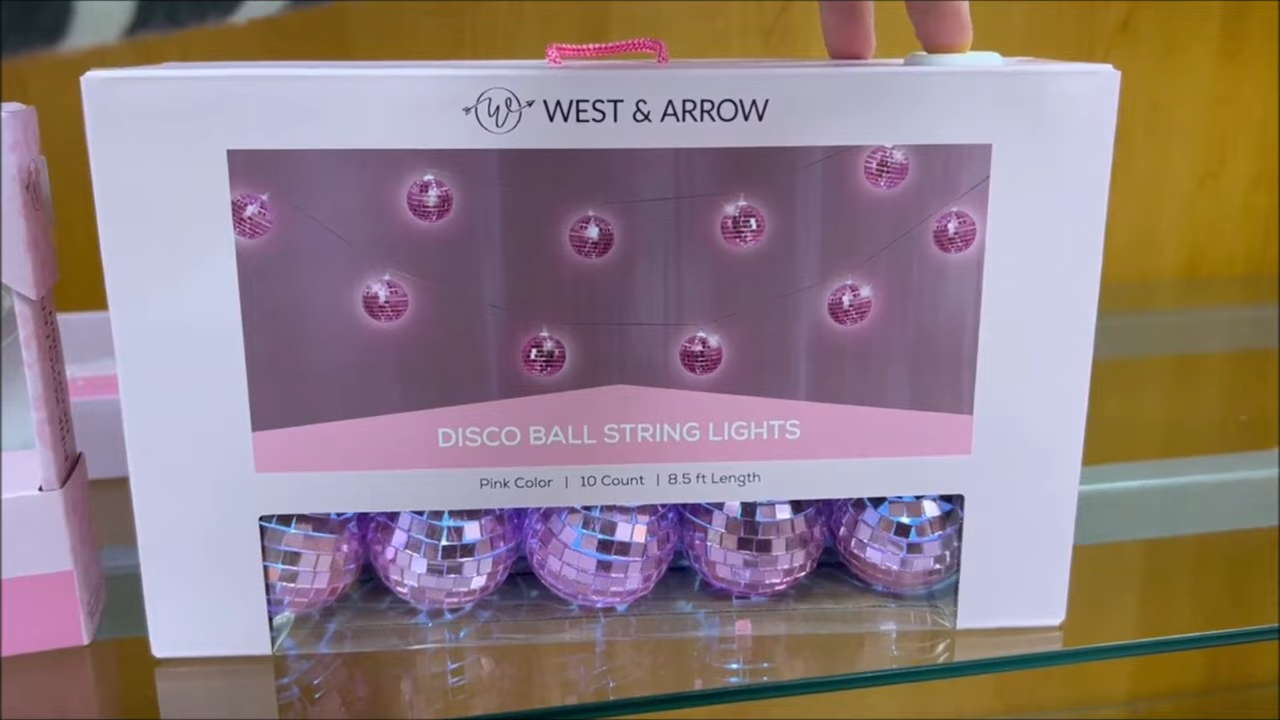 WEST & ARROW
DISCO BALL STRING LIGHTS
Pink Color | 10 Count | 8.5 ft Length